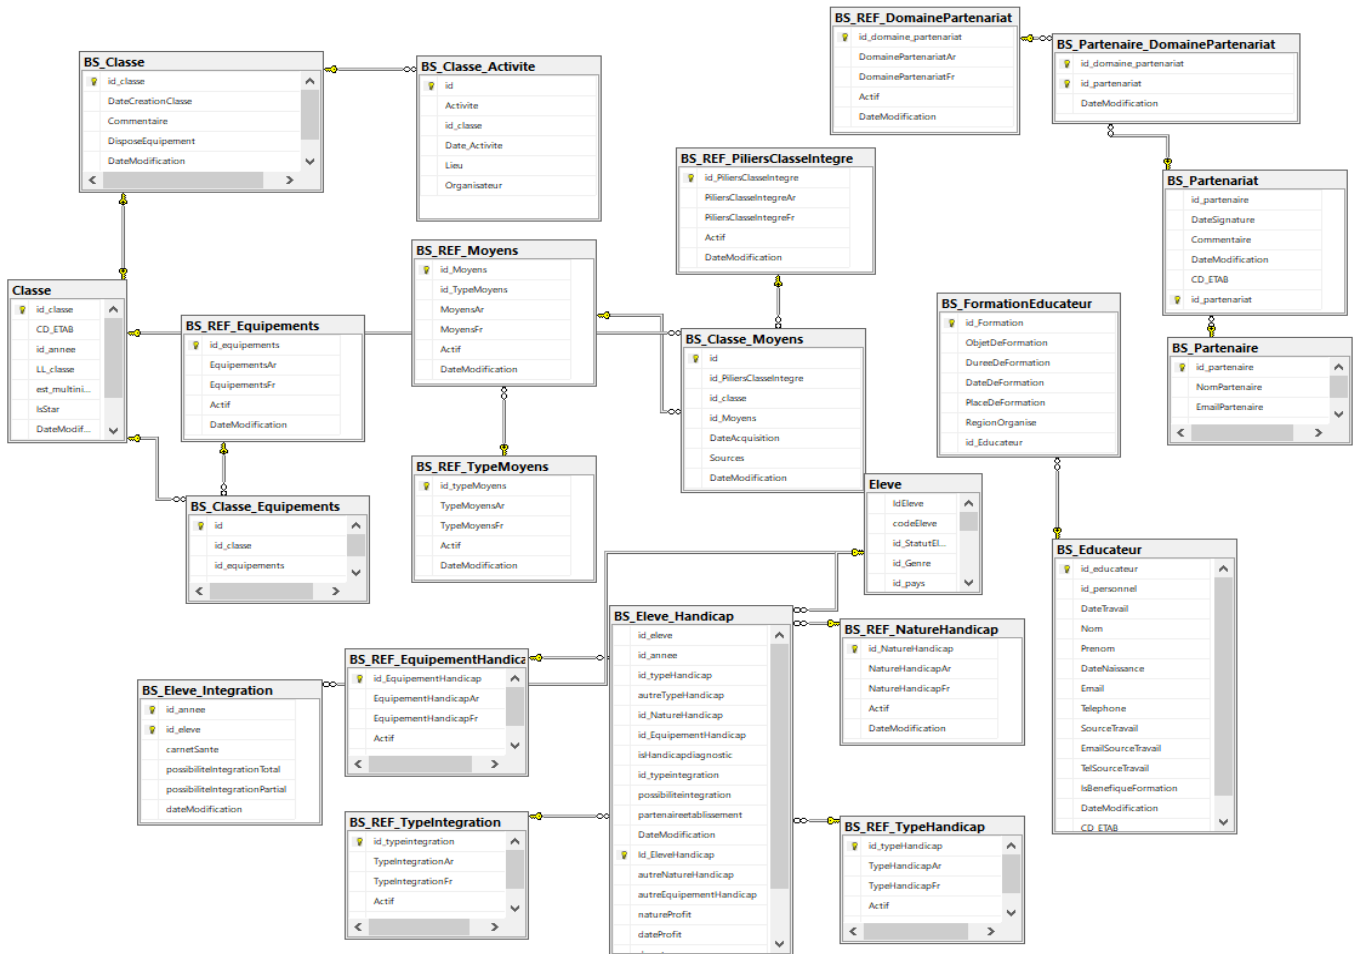 BS_Classe
id_classe
DateCreationClasse
Commentaire
DisposeEquipement
DateModification
BS_Classe_Activite
id
Activite
id_classe
Date_Activite
Lieu
Organisateur
BS_REF_DomainePartenariat
id_domaine_partenariat
DomainePartenariatAr
DomainePartenariatFr
Actif
DateModification
BS_Partenaire_DomainePartenariat
id_domaine_partenariat
id_partenariat
DateModification
BS_REF_PiliersClasseIntegre
id_PiliersClasseIntegre
PiliersClasseIntegreAr
PiliersClasseIntegreFr
Actif
DateModification
BS_Partenariat
id_partenaire
DateSignature
Commentaire
DateModification
CD_ETAB
id_partenariat
BS_REF_Moyens
id_Moyens
id_TypeMoyens
MoyensAr
MoyensFr
Actif
DateModification
Classe
id_classe
CD_ETAB
id_annee
LL_classe
est_multini...
IsStar
DateModif...
BS_REF_Equipements
id_equipements
EquipementsAr
EquipementsFr
Actif
DateModification
BS_Classe_Moyens
id
id_PiliersClasseIntegre
id_classe
id_Moyens
DateAcquisition
Sources
DateModification
BS_FormationEducateur
id_Formation
ObjetDeFormation
DureeDeFormation
DateDeFormation
PlaceDeFormation
RegionOrganise
id_Educateur
BS_Partenaire
id_partenaire
NomPartenaire
EmailPartenaire
BS_REF_TypeMoyens
id_typeMoyens
TypeMoyensAr
TypeMoyensFr
Actif
DateModification
BS_Classe_Equipements
id
id_classe
id_equipements
Eleve
IdEleve
codeEleve
id_StatutEl...
id_Genre
id_pays
BS_Educateur
id_educateur
id_personnel
DateTravail
Nom
Prenom
DateNaissance
Email
Telephone
SourceTravail
EmailSourceTravail
TelSourceTravail
IsBenefiqueFormation
DateModification
CD_ETAB
BS_Eleve_Handicap
id_eleve
id_annee
id_typeHandicap
autreTypeHandicap
id_NatureHandicap
id_EquipementHandicap
isHandicapdiagnostic
id_typeintegration
possibiliteintegration
partenaireetablissement
DateModification
Id_EleveHandicap
autreNatureHandicap
autreEquipementHandicap
natureProfit
dateProfit
BS_REF_NatureHandicap
id_NatureHandicap
NatureHandicapAr
NatureHandicapFr
Actif
DateModification
BS_REF_EquipementHandica
id_EquipementHandicap
EquipementHandicapAr
EquipementHandicapFr
Actif
BS_Eleve_Integration
id_annee
id_eleve
carnetSante
possibiliteIntegrationTotal
possibiliteIntegrationPartial
dateModification
BS_REF_TypeIntegration
id_typeintegration
TypeIntegrationAr
TypeIntegrationFr
Actif
BS_REF_TypeHandicap
id_typeHandicap
TypeHandicapAr
TypeHandicapFr
Actif